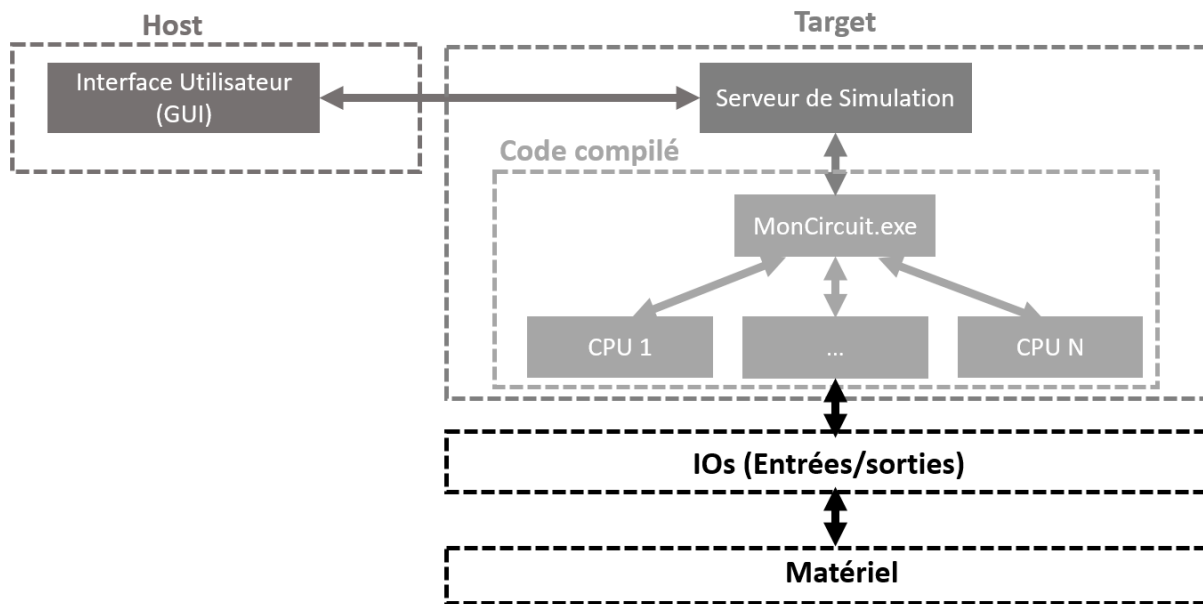 Host
Target
Interface Utilisateur
(GUI)
Serveur de Simulation
Code compilé
MonCircuit.exe
CPU 1
...
CPU N
IOs (Entrées/sorties)
Matériel